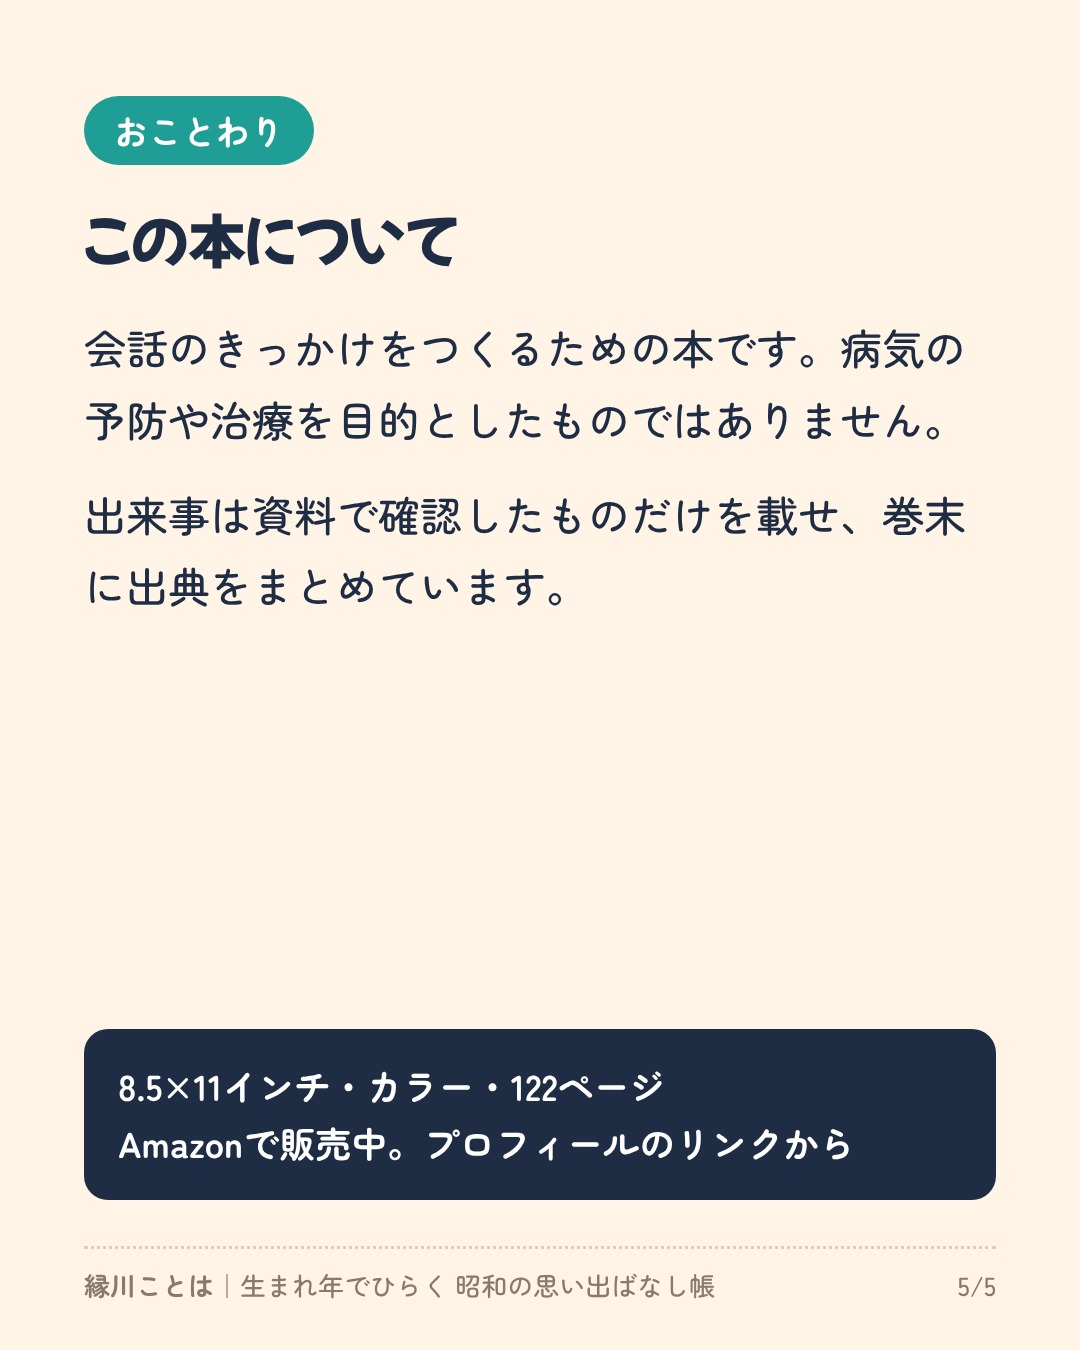 おことわり
この本について
会話のきっかけをつくるための本です。病気の
予防や治療を目的としたものではありません。
出来事は資料で確認したものだけを載せ、巻末
に出典をまとめています。
8.5×11インチ・カラー・122ページ
Amazonで販売中。プロフィールのリンクから
縁川ことは｜生まれ年でひらく 昭和の思い出ばなし帳
5/5